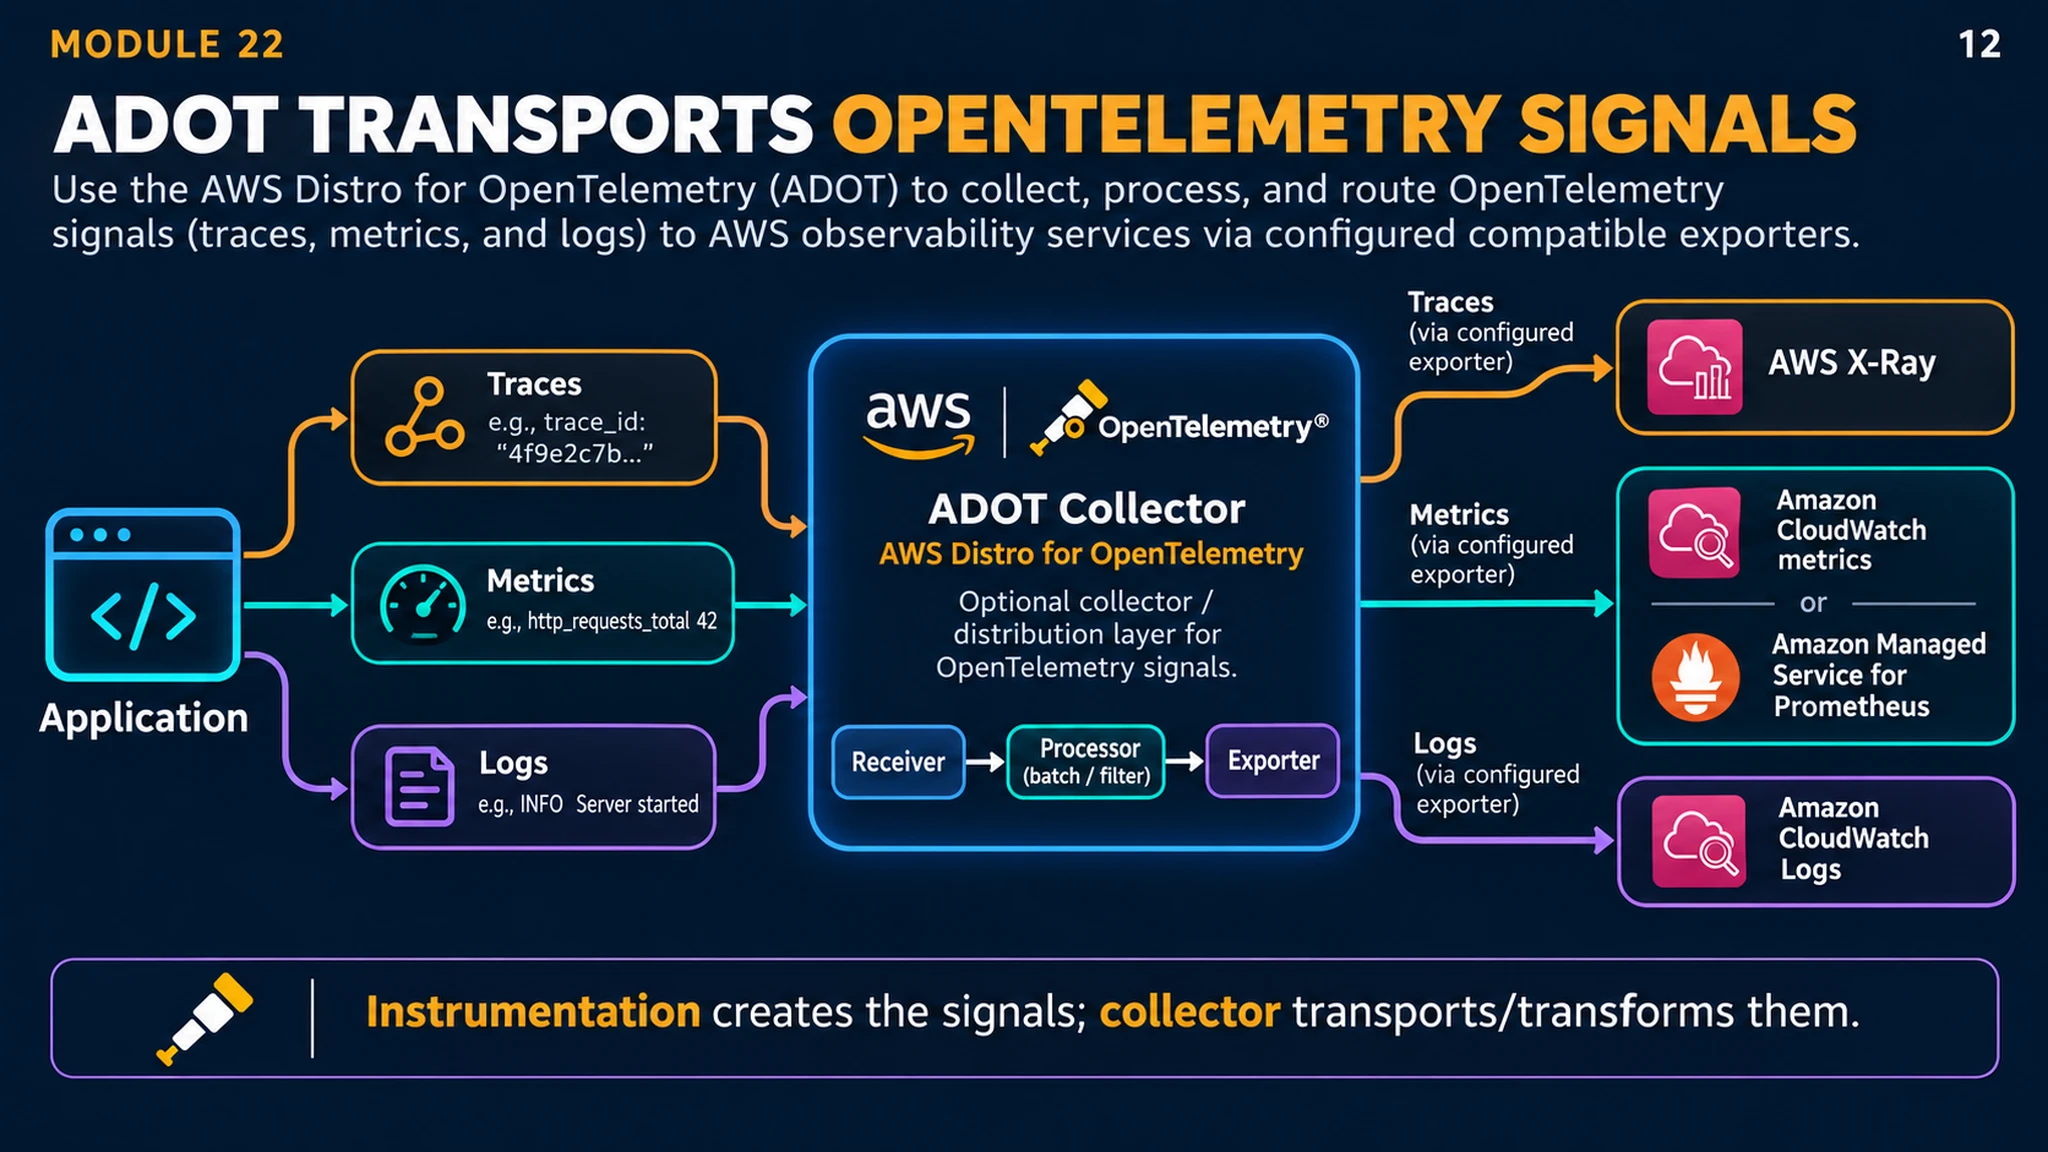 MODULE 22
12
ADOT TRANSPORTS OPENTELEMETRY SIGNALS
Use the AWS Distro for OpenTelemetry (ADOT) to collect, process, and route OpenTelemetry
signals (traces, metrics, and logs) to AWS observability services via configured compatible exporters.
Application
Traces
e.g., trace_id:
“4f9e2c7b...”
Metrics
e.g., http_requests_total 42
Logs
e.g., INFO Server started
aws
OpenTelemetry®
ADOT Collector
AWS Distro for OpenTelemetry
Optional collector /
distribution layer for
OpenTelemetry signals.
Receiver
Processor
(batch / filter)
Exporter
Traces
(via configured
exporter)
AWS X-Ray
Metrics
(via configured
exporter)
Amazon
CloudWatch
metrics
or
Amazon Managed
Service for
Prometheus
Logs
(via configured
exporter)
Amazon
CloudWatch
Logs
Instrumentation creates the signals; collector transports/transforms them.